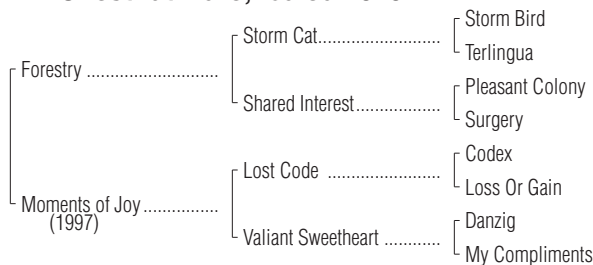 Storm Bird
Storm Cat
Terlingua
Forestry
Pleasant Colony
Shared Interest
Surgery
Codex
Lost Code
Loss Or Gain
Moments of Joy
(1997)
Danzig
Valiant Sweetheart
My Compliments